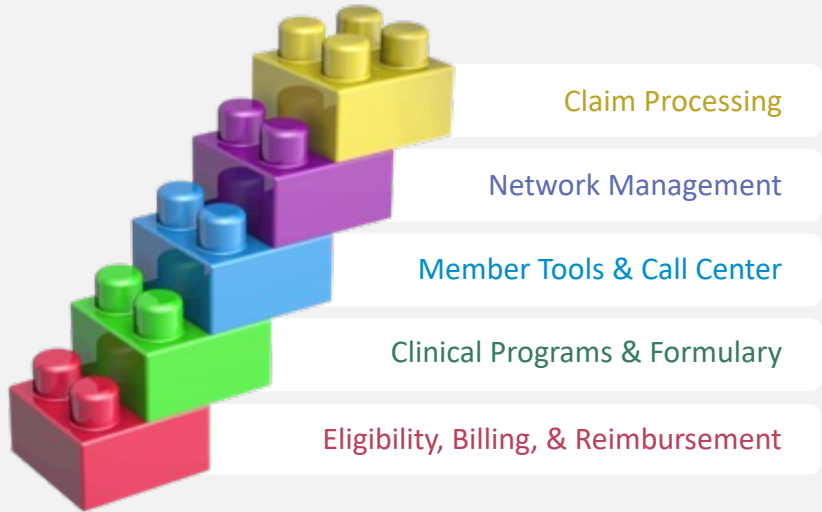 Claim Processing
Network Management
Member Tools & Call Center
Clinical Programs & Formulary
Eligibility, Billing, & Reimbursement